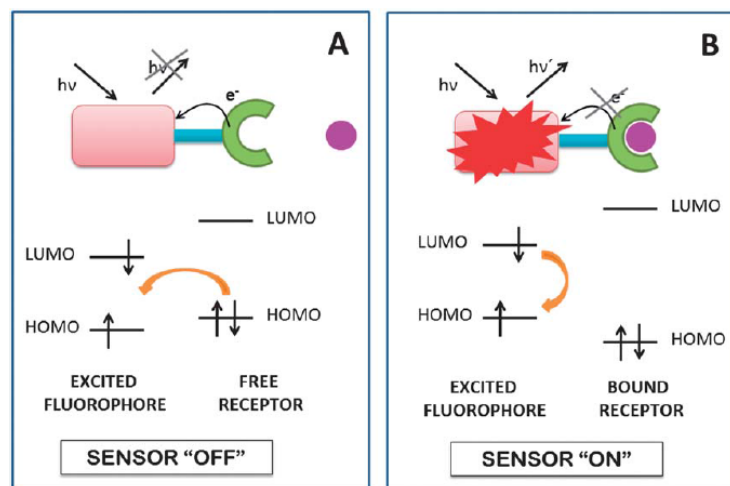 A
hν
hν
e-
LUMO
LUMO
HOMO
HOMO
EXCITED
FLUOROPHORE
FREE
RECEPTOR
SENSOR “OFF”
B
hν
hν´
e-
LUMO
LUMO
HOMO
HOMO
EXCITED
FLUOROPHORE
BOUND
RECEPTOR
SENSOR “ON”